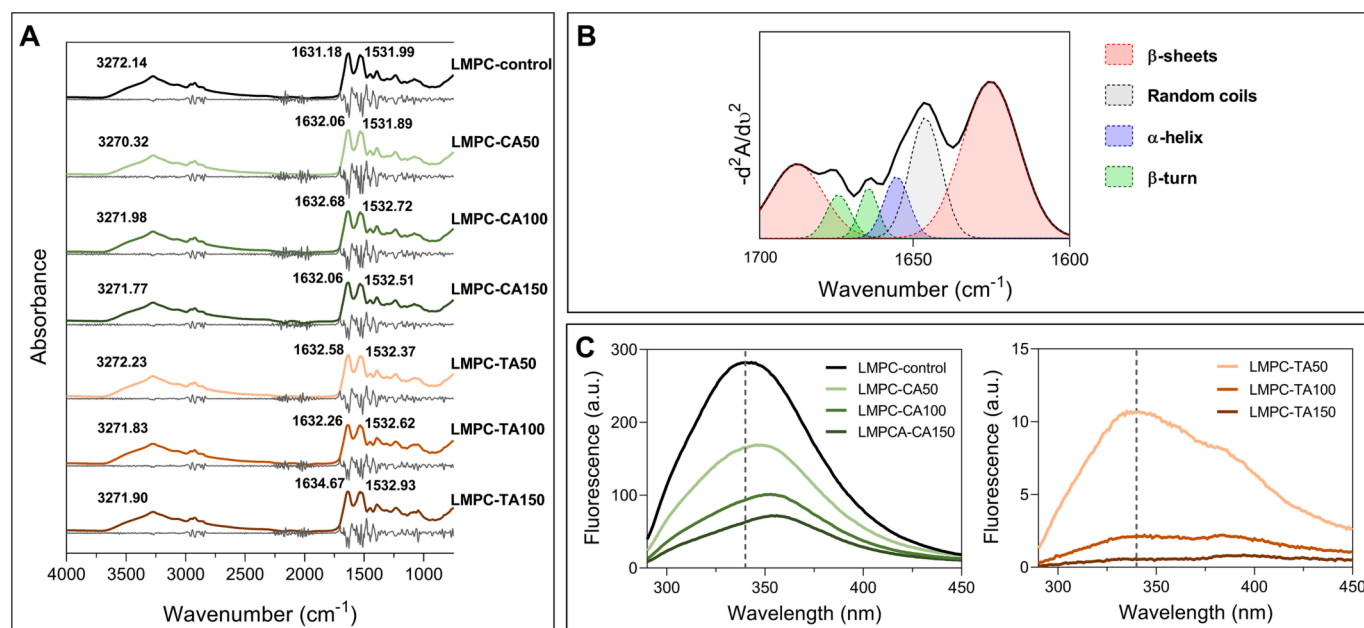 A
3272.14
1631.18
1531.99
LMPC-control
3270.32
1632.06
1531.89
LMPC-CA50
3271.98
1632.68
1532.72
LMPC-CA100
3271.77
1632.06
1532.51
LMPC-CA150
3272.23
1632.58
1532.37
LMPC-TA50
3271.83
1632.26
1532.62
LMPC-TA100
3271.90
1634.67
1532.93
LMPC-TA150
Absorbance
4000 3500 3000 2500 2000 1500 1000
Wavenumber (cm⁻¹)
B
-d²A/dυ²
1700 1650 1600
Wavenumber (cm⁻¹)
β-sheets
Random coils
α-helix
β-turn
C
300
200
100
0
Fluorescence (a.u.)
LMPC-control
LMPC-CA50
LMPC-CA100
LMPCA-CA150
300 350 400 450
Wavelength (nm)
15
10
5
0
Fluorescence (a.u.)
LMPC-TA50
LMPC-TA100
LMPC-TA150
300 350 400 450
Wavelength (nm)